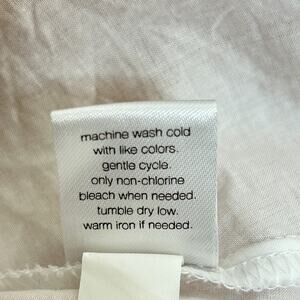 machine wash cold
with like colors.
gentle cycle.
only non-chlorine
bleach when needed.
tumble dry low.
warm iron if needed.